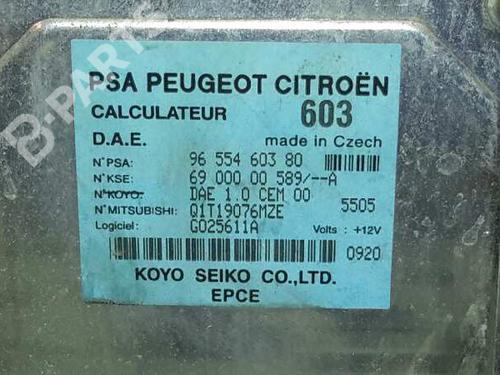 B-PARTS
PSA PEUGEOT CITROËN
CALCULATEUR 603
D.A.E. made in Czech
N°PSA: 96 554 603 80
N°KSE: 69 000 00 589/--A
N°KOYO: DAE 1.0 CEM 00
N°MITSUBISHI: Q1T19076MZE 5505
Logiciel: G025611A Volts : +12V
0920
KOYO SEIKO CO.,LTD.
EPCE
B-PARTS